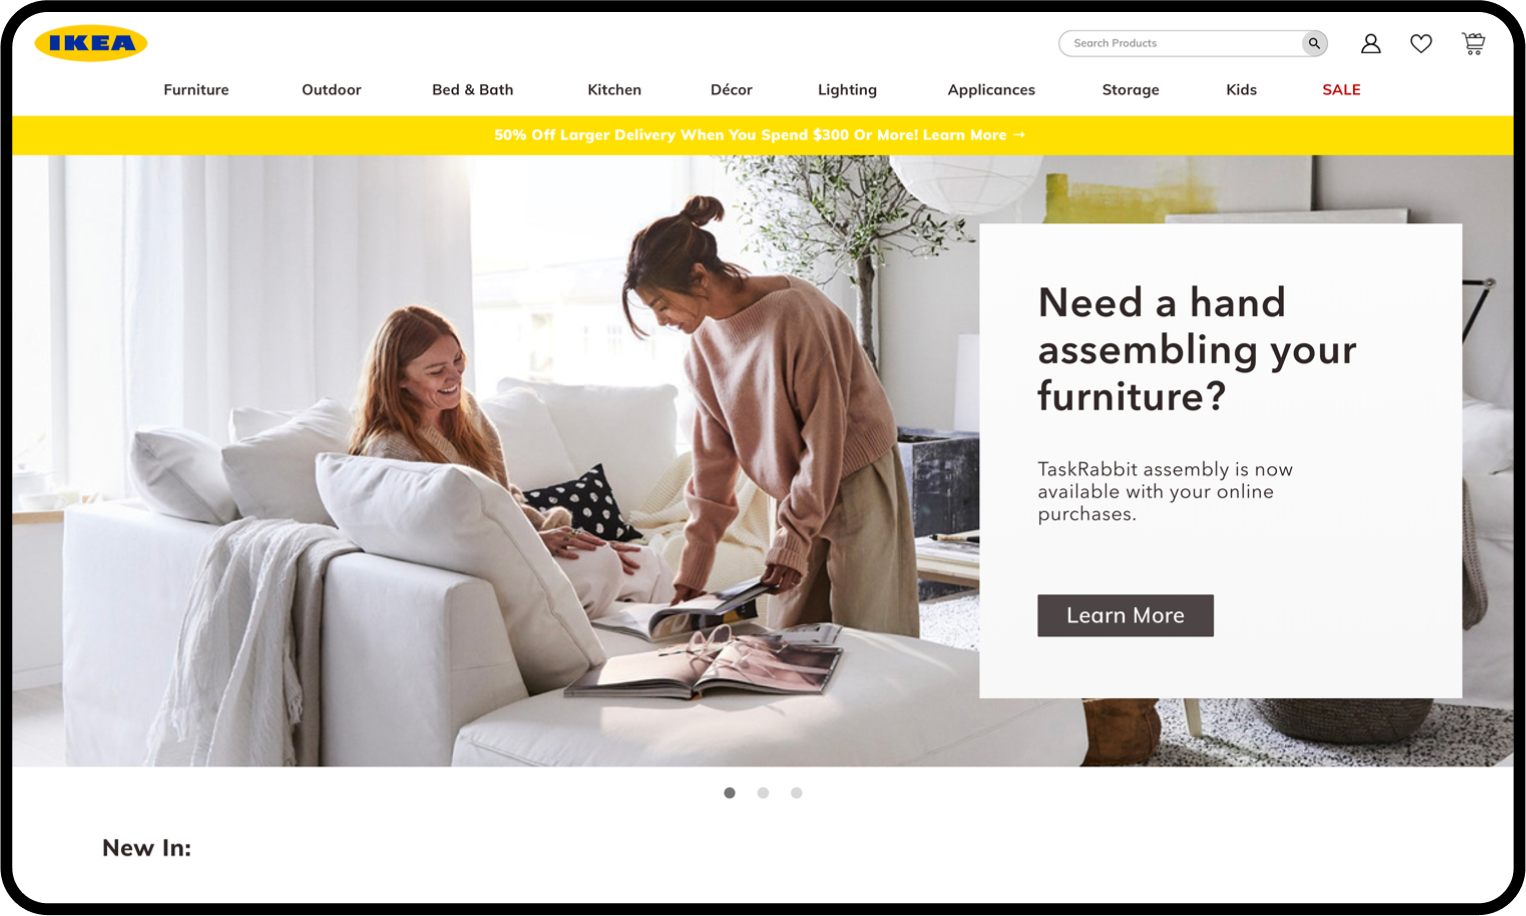 IKEA
Search Products
Furniture
Outdoor
Bed & Bath
Kitchen
Décor
Lighting
Applicances
Storage
Kids
SALE
50% Off Larger Delivery When You Spend $300 Or More! Learn More →
Need a hand
assembling your
furniture?
TaskRabbit assembly is now
available with your online
purchases.
Learn More
New In: